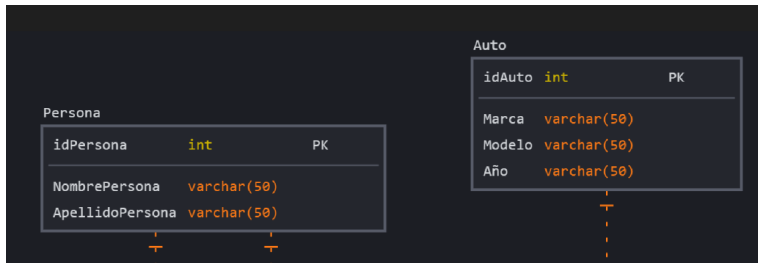 Auto
idAuto int PK
Marca varchar(50)
Modelo varchar(50)
Año varchar(50)
Persona
idPersona int PK
NombrePersona varchar(50)
ApellidoPersona varchar(50)